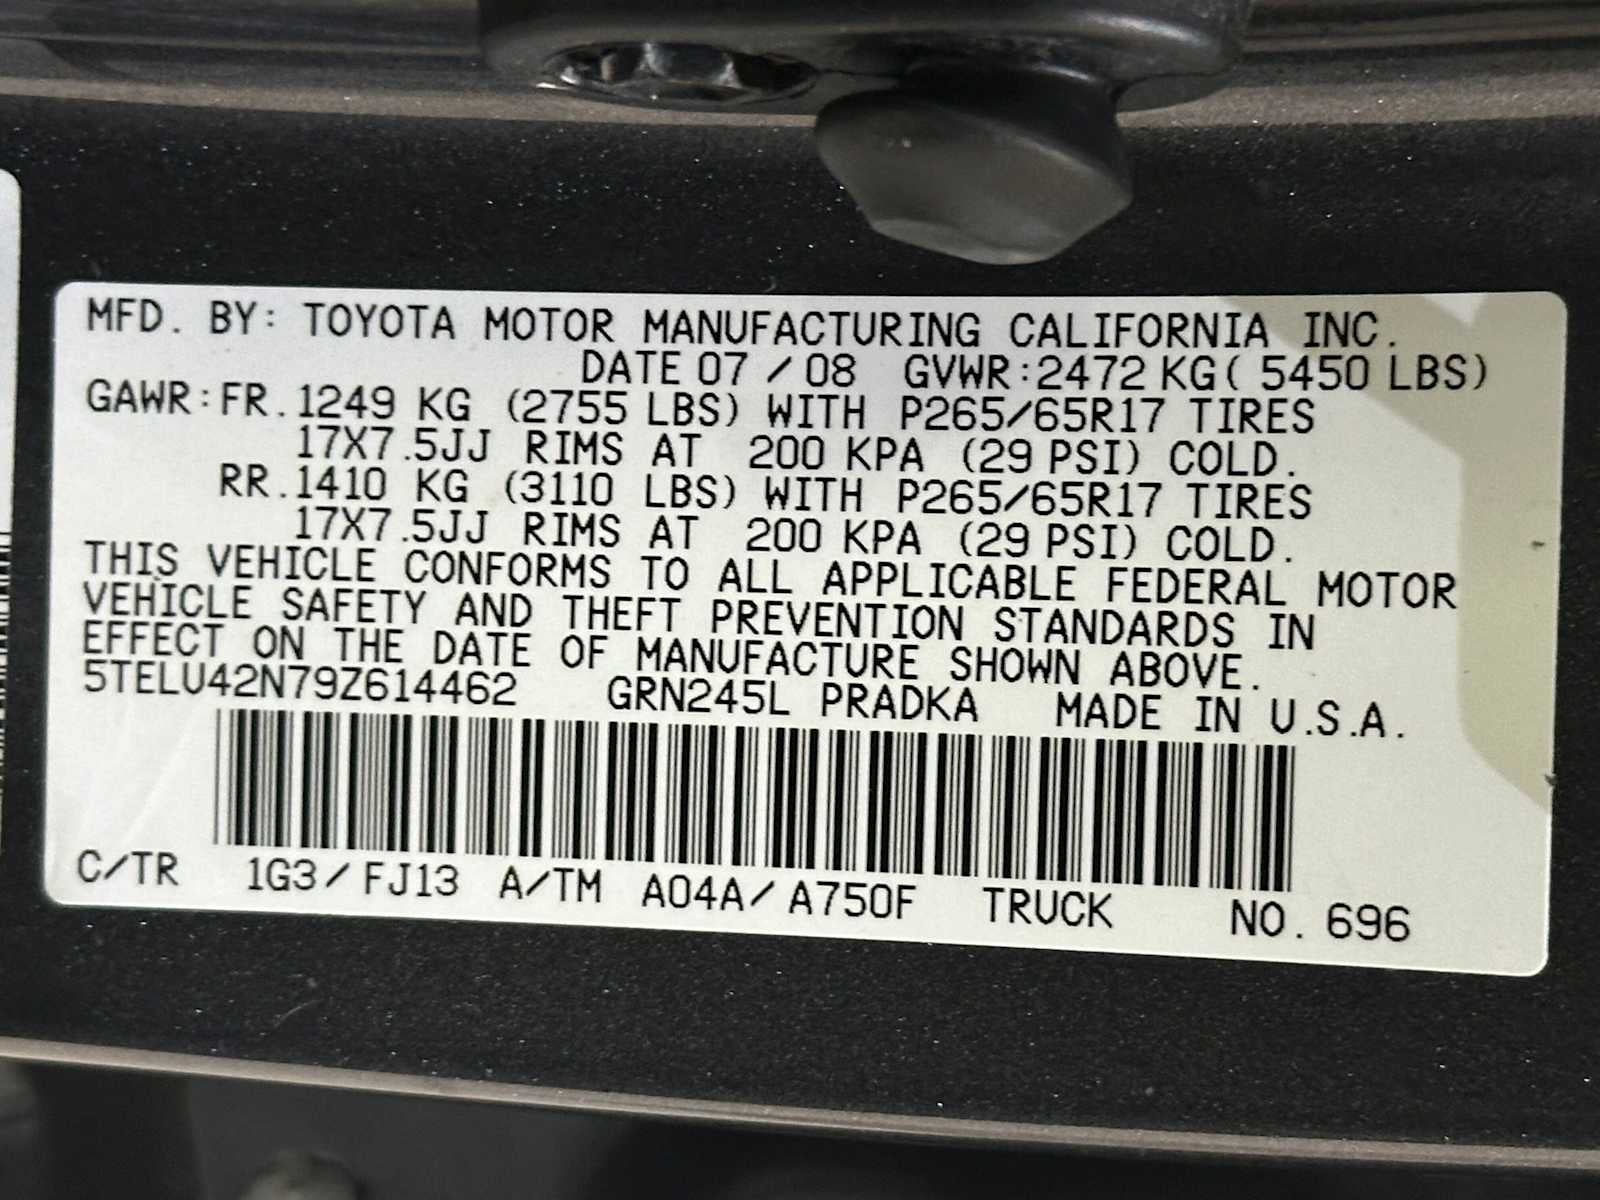 MFD. BY: TOYOTA MOTOR MANUFACTURING CALIFORNIA INC.
DATE 07 / 08 GVWR:2472 KG( 5450 LBS)
GAWR:FR.1249 KG (2755 LBS) WITH P265/65R17 TIRES
17X7.5JJ RIMS AT 200 KPA (29 PSI) COLD.
RR.1410 KG (3110 LBS) WITH P265/65R17 TIRES
17X7.5JJ RIMS AT 200 KPA (29 PSI) COLD.
THIS VEHICLE CONFORMS TO ALL APPLICABLE FEDERAL MOTOR
VEHICLE SAFETY AND THEFT PREVENTION STANDARDS IN
EFFECT ON THE DATE OF MANUFACTURE SHOWN ABOVE.
5TELU42N79Z614462 GRN245L PRADKA MADE IN U.S.A.
C/TR 1G3/FJ13 A/TM A04A/A750F TRUCK NO. 696